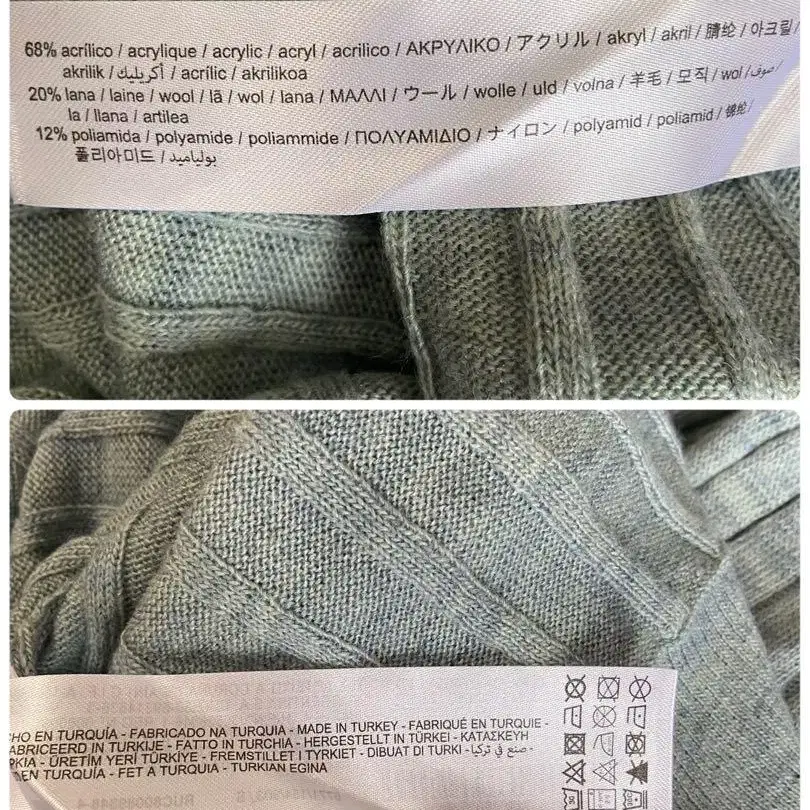 68% acrílico / acrylique / acrylic / acryl / acrilico / ΑΚΡΥΛΙΚΟ / アクリル / akryl / akril / 腈纶 / 아크릴 /
akrilik / أكريليك / acrílic / akrilikoa
20% lana / laine / wool / lã / wol / lana / ΜΑΛΛΙ / ウール / wolle / uld / volna / 羊毛 / 모직 / wol / صوف /
la / llana / artilea
12% poliamida / polyamide / poliammide / ΠΟΛΥΑΜΙΔΙΟ / ナイロン / polyamid / poliamid / 锦纶 /
폴리아미드 / بولياميد
HO EN TURQUÍA - FABRICADO NA TURQUIA - MADE IN TURKEY - FABRIQUÉ EN TURQUIE -
ABRICEERD IN TURKIJE - FATTO IN TURCHIA - HERGESTELLT IN TÜRKEI - ΚΑΤΑΣΚΕΥΗ
ΡΚΙΑ - ÜRETİM YERİ TÜRKİYE - FREMSTILLET I TYRKIET - DIBUAT DI TURKI - صنع في تركيا -
EN TURQUIA - FET A TURQUIA - TURKIAN EGINA